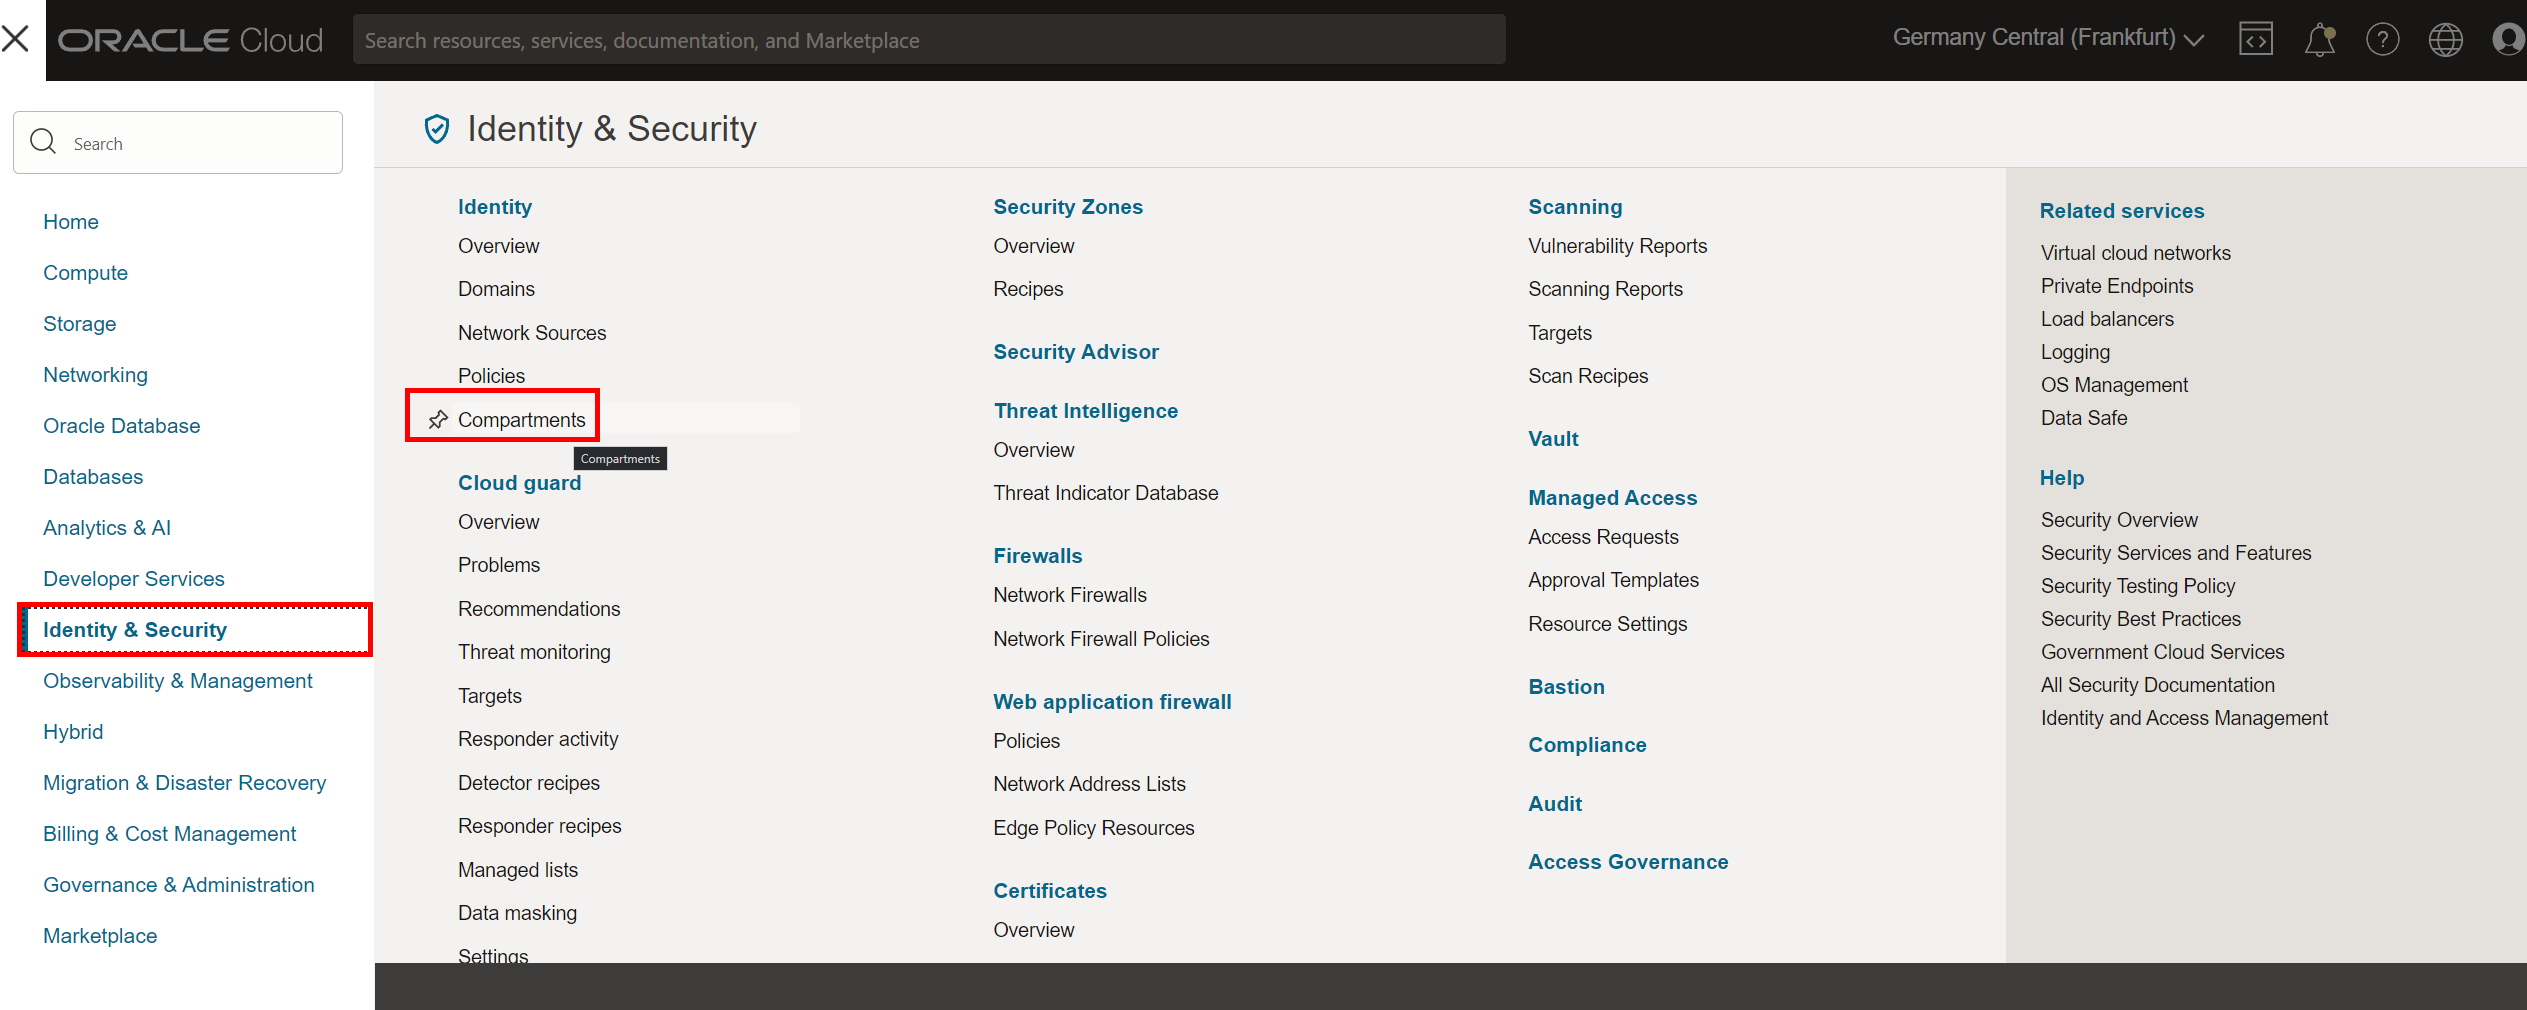 ORACLE Cloud
Search resources, services, documentation, and Marketplace
Germany Central (Frankfurt)
Search
Home
Compute
Storage
Networking
Oracle Database
Databases
Analytics & AI
Developer Services
Identity & Security
Observability & Management
Hybrid
Migration & Disaster Recovery
Billing & Cost Management
Governance & Administration
Marketplace
Identity & Security
Identity
Overview
Domains
Network Sources
Policies
Compartments
Compartments
Cloud guard
Overview
Problems
Recommendations
Threat monitoring
Targets
Responder activity
Detector recipes
Responder recipes
Managed lists
Data masking
Settings
Security Zones
Overview
Recipes
Security Advisor
Threat Intelligence
Overview
Threat Indicator Database
Firewalls
Network Firewalls
Network Firewall Policies
Web application firewall
Policies
Network Address Lists
Edge Policy Resources
Certificates
Overview
Scanning
Vulnerability Reports
Scanning Reports
Targets
Scan Recipes
Vault
Managed Access
Access Requests
Approval Templates
Resource Settings
Bastion
Compliance
Audit
Access Governance
Related services
Virtual cloud networks
Private Endpoints
Load balancers
Logging
OS Management
Data Safe
Help
Security Overview
Security Services and Features
Security Testing Policy
Security Best Practices
Government Cloud Services
All Security Documentation
Identity and Access Management